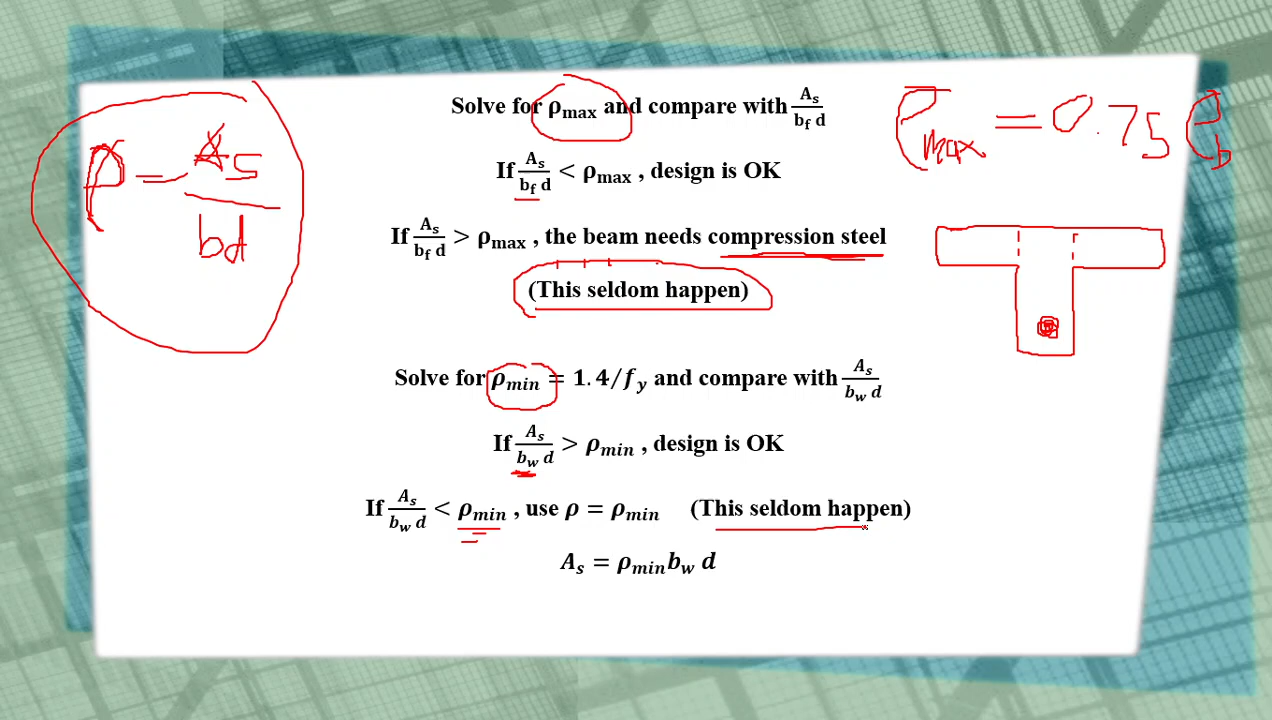 Solve for ρmax and compare with As / bf d
If As / bf d < ρmax , design is OK
If As / bf d > ρmax , the beam needs compression steel
(This seldom happen)
Solve for ρmin = 1.4/fy and compare with As / bw d
If As / bw d > ρmin , design is OK
If As / bw d < ρmin , use ρ = ρmin (This seldom happen)
As = ρmin bw d
ρ = As / bd
ρmax = 0.75 ρb